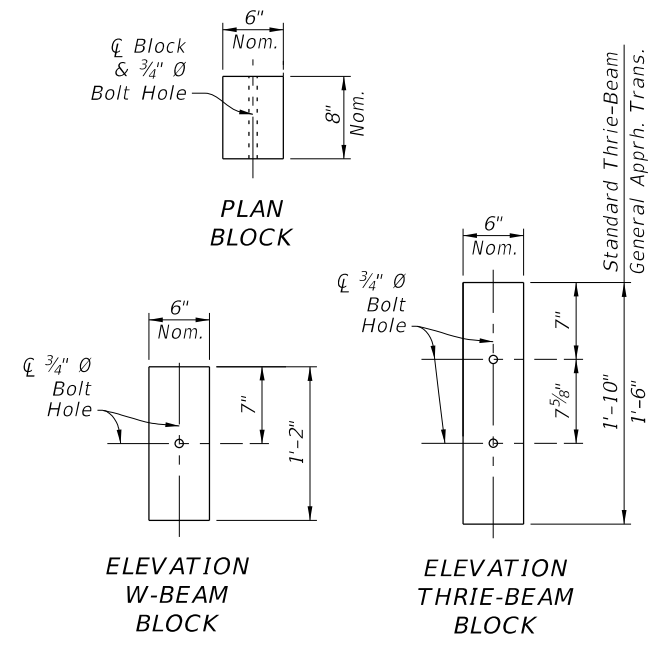 6"
Nom.
℄ Block
& ¾" Ø
Bolt Hole
8"
Nom.
PLAN
BLOCK
Standard Thrie-Beam
General Apprh. Trans.
6"
Nom.
℄ ¾" Ø
Bolt
Hole
7"
7⅝"
1'-10"
1'-6"
6"
Nom.
℄ ¾" Ø
Bolt
Hole
7"
1'-2"
ELEVATION
W-BEAM
BLOCK
ELEVATION
THRIE-BEAM
BLOCK